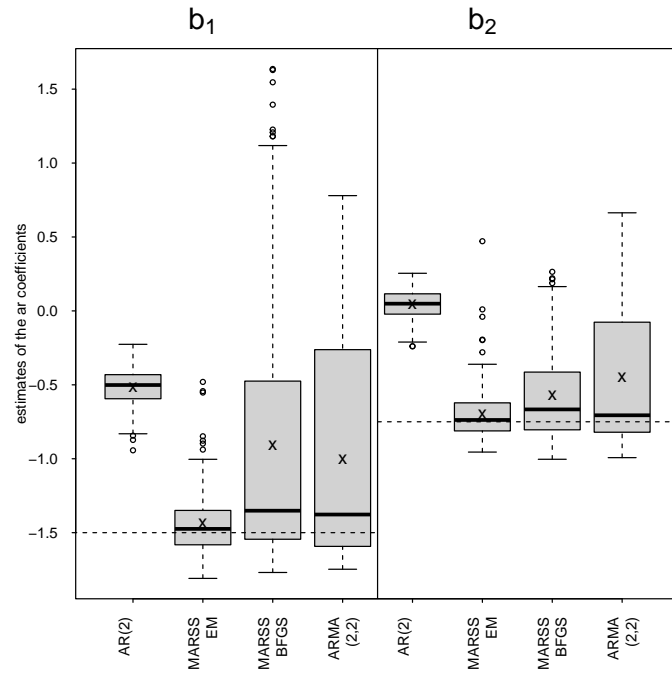 b1 b2
estimates of the ar coefficients
1.5
1.0
0.5
0.0
−0.5
−1.0
−1.5
x x x x x x x x
AR(2)
MARSS
EM
MARSS
BFGS
ARMA
(2,2)
AR(2)
MARSS
EM
MARSS
BFGS
ARMA
(2,2)